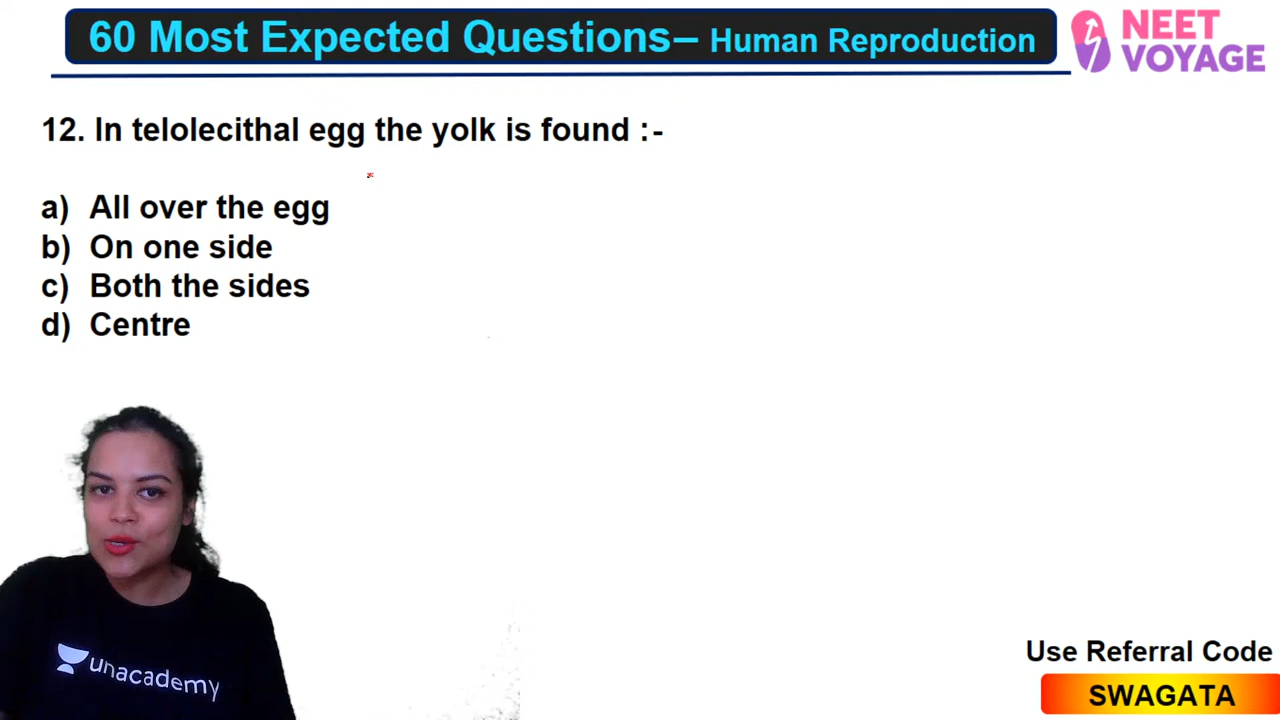 60 Most Expected Questions– Human Reproduction
NEET
VOYAGE
12. In telolecithal egg the yolk is found :-
a) All over the egg
b) On one side
c) Both the sides
d) Centre
unacademy
Use Referral Code
SWAGATA